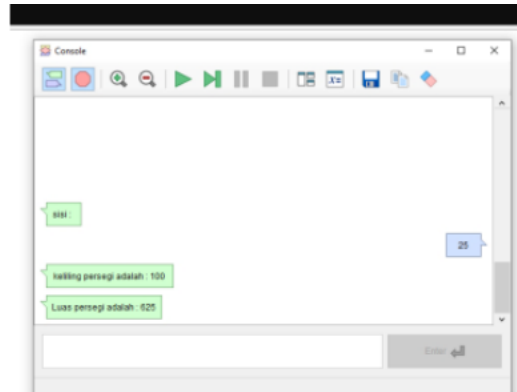 Console
sisi :
25
keliling persegi adalah : 100
Luas persegi adalah : 625
Enter